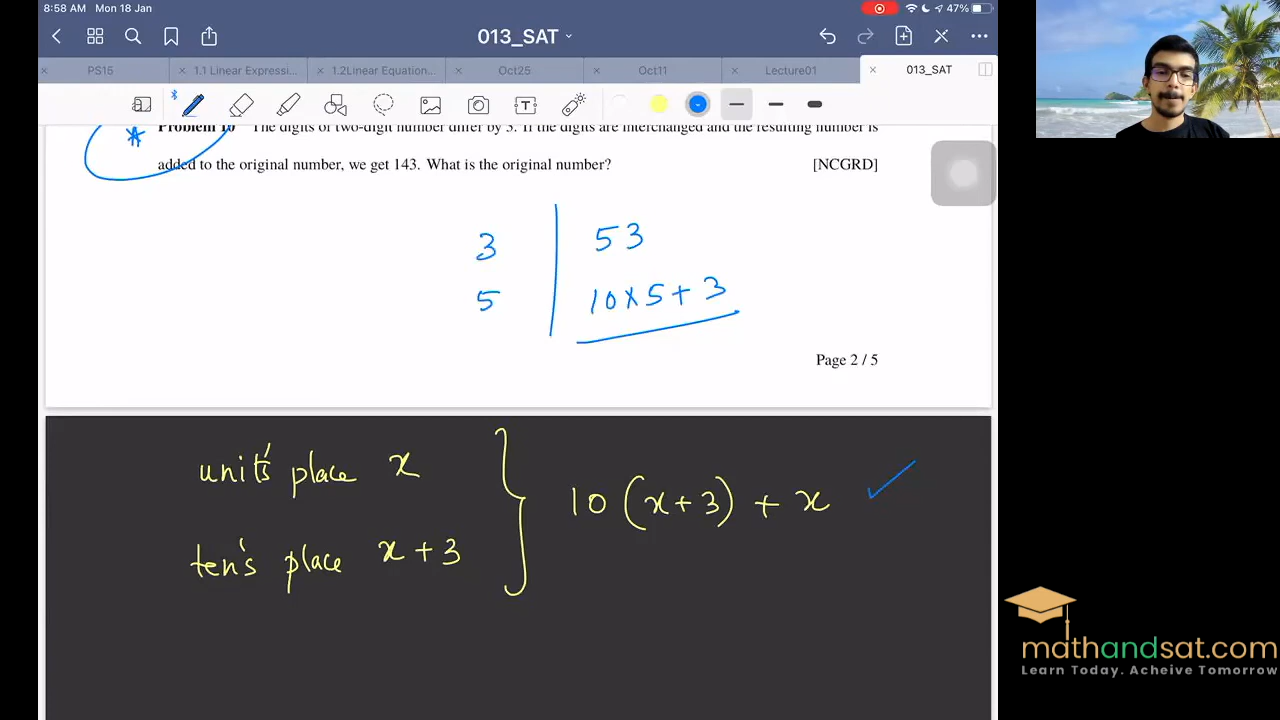 8:58 AM Mon 18 Jan
47%
013_SAT
PS15
1.1 Linear Expressi...
1.2Linear Equation...
Oct25
Oct11
Lecture01
013_SAT
Problem 10 The digits of two-digit number differ by 3. If the digits are interchanged and the resulting number is
added to the original number, we get 143. What is the original number? [NCGRD]
3
5
53
10×5+3
Page 2 / 5
unit's place x
ten's place x+3
10(x+3)+x
mathandsat.com
Learn Today. Acheive Tomorrow